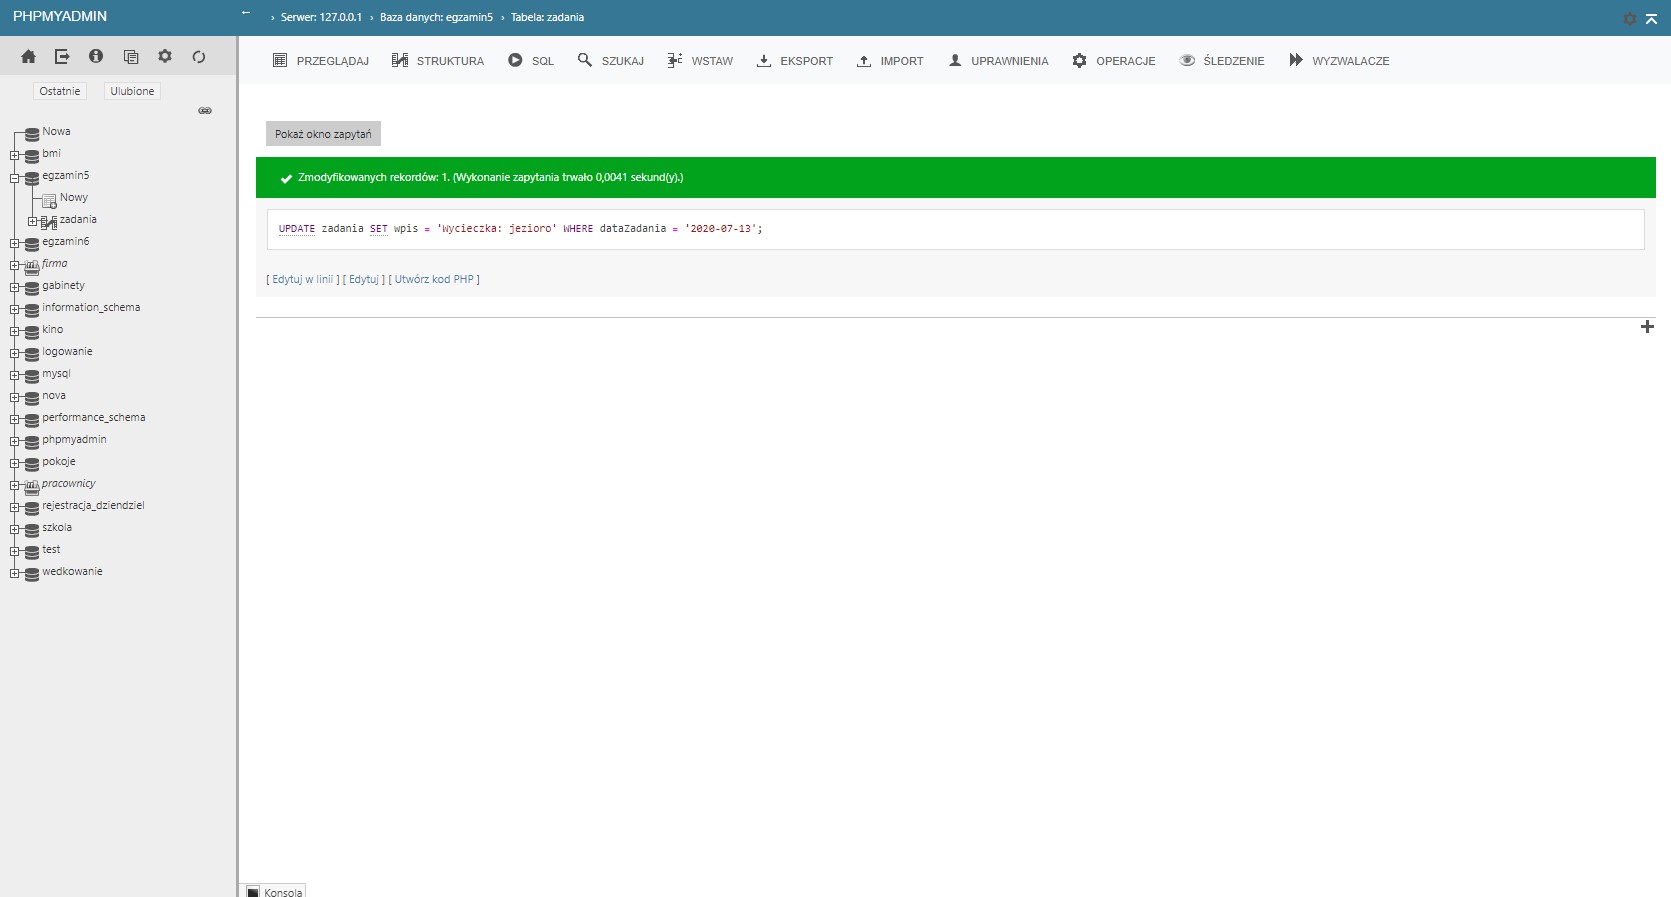 PHPMYADMIN
← › Serwer: 127.0.0.1 › Baza danych: egzamin5 › Tabela: zadania
Ostatnie Ulubione
Nowa
bmi
egzamin5
Nowy
zadania
egzamin6
firma
gabinety
information_schema
kino
logowanie
mysql
nova
performance_schema
phpmyadmin
pokoje
pracownicy
rejestracja_dziendziel
szkola
test
wedkowanie
PRZEGLĄDAJ STRUKTURA SQL SZUKAJ WSTAW EKSPORT IMPORT UPRAWNIENIA OPERACJE ŚLEDZENIE WYZWALACZE
Pokaż okno zapytań
Zmodyfikowanych rekordów: 1. (Wykonanie zapytania trwało 0,0041 sekund(y).)
UPDATE zadania SET wpis = 'Wycieczka: jezioro' WHERE dataZadania = '2020-07-13';
[ Edytuj w linii ] [ Edytuj ] [ Utwórz kod PHP ]
Konsola